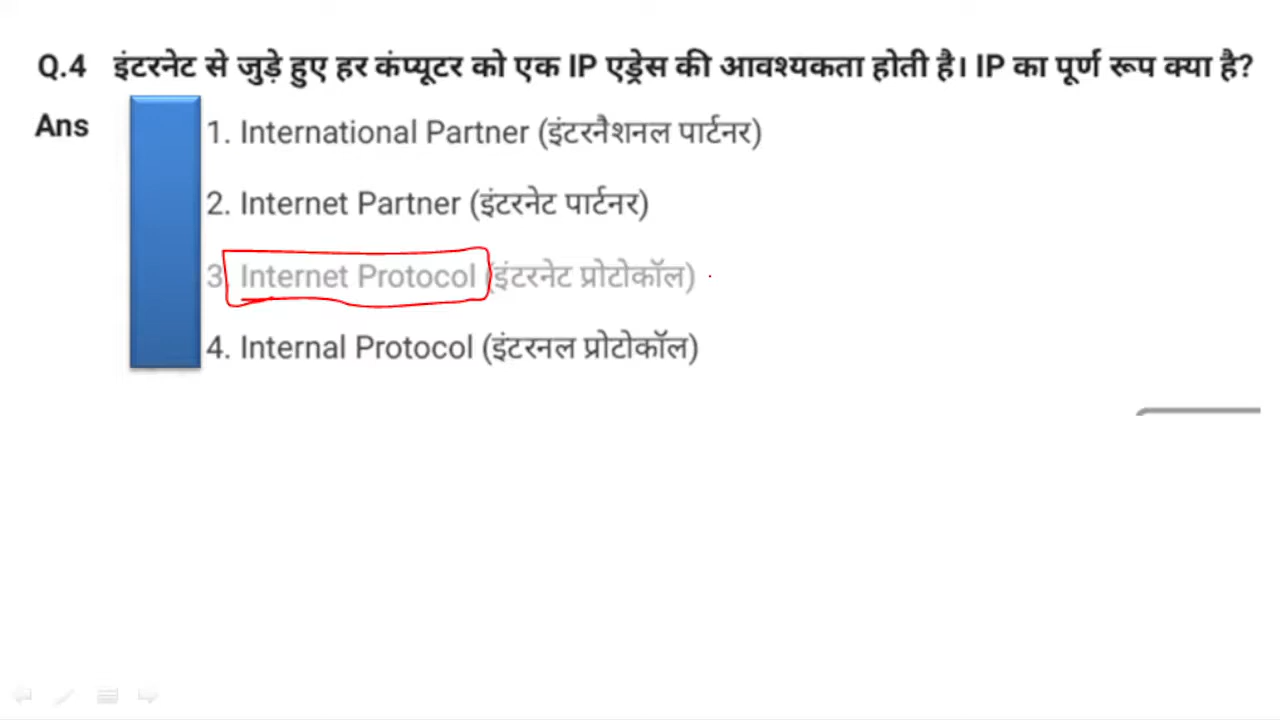 Q.4 इंटरनेट से जुड़े हुए हर कंप्यूटर को एक IP एड्रेस की आवश्यकता होती है। IP का पूर्ण रूप क्या है?
Ans 1. International Partner (इंटरनैशनल पार्टनर)
2. Internet Partner (इंटरनेट पार्टनर)
3. Internet Protocol (इंटरनेट प्रोटोकॉल)
4. Internal Protocol (इंटरनल प्रोटोकॉल)